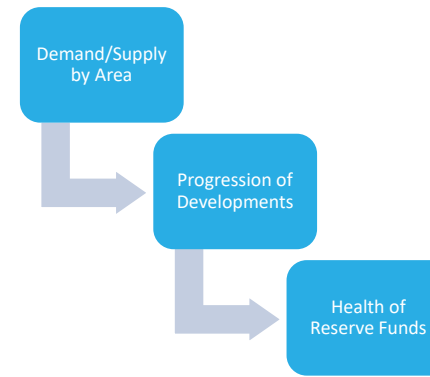 Demand/Supply
by Area
Progression of
Developments
Health of
Reserve Funds